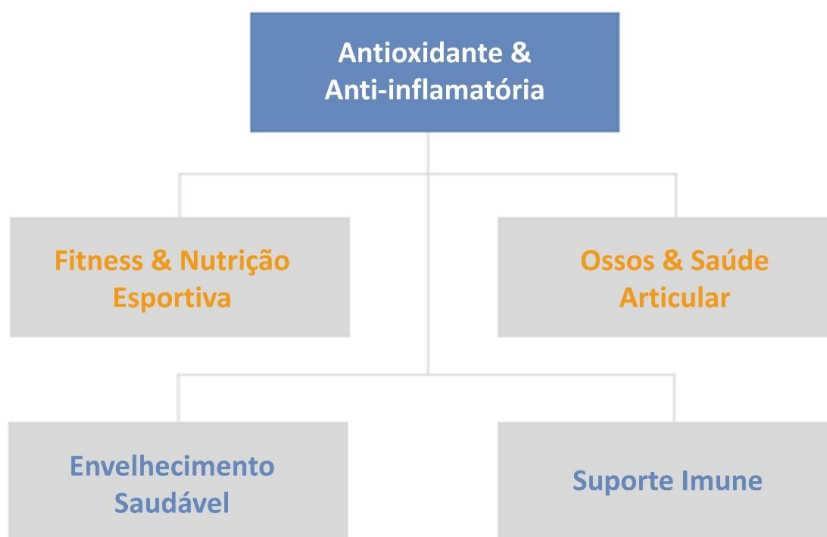 Antioxidante &
Anti-inflamatória
Fitness & Nutrição
Esportiva
Ossos & Saúde
Articular
Envelhecimento
Saudável
Suporte Imune